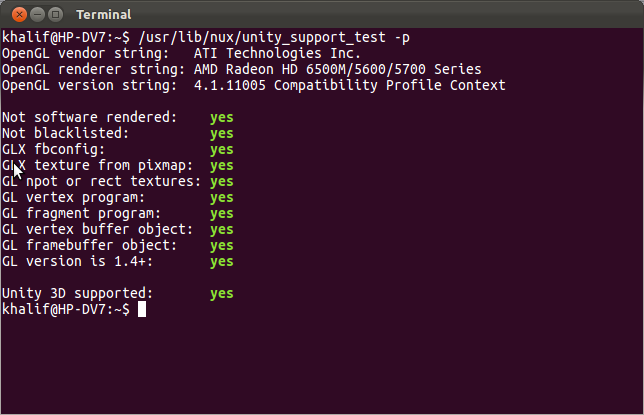 Terminal
khalif@HP-DV7:~$ /usr/lib/nux/unity_support_test -p
OpenGL vendor string:   ATI Technologies Inc.
OpenGL renderer string: AMD Radeon HD 6500M/5600/5700 Series
OpenGL version string:  4.1.11005 Compatibility Profile Context
Not software rendered:    yes
Not blacklisted:          yes
GLX fbconfig:             yes
GLX texture from pixmap:  yes
GL npot or rect textures: yes
GL vertex program:        yes
GL fragment program:      yes
GL vertex buffer object:  yes
GL framebuffer object:    yes
GL version is 1.4+:       yes
Unity 3D supported:       yes
khalif@HP-DV7:~$